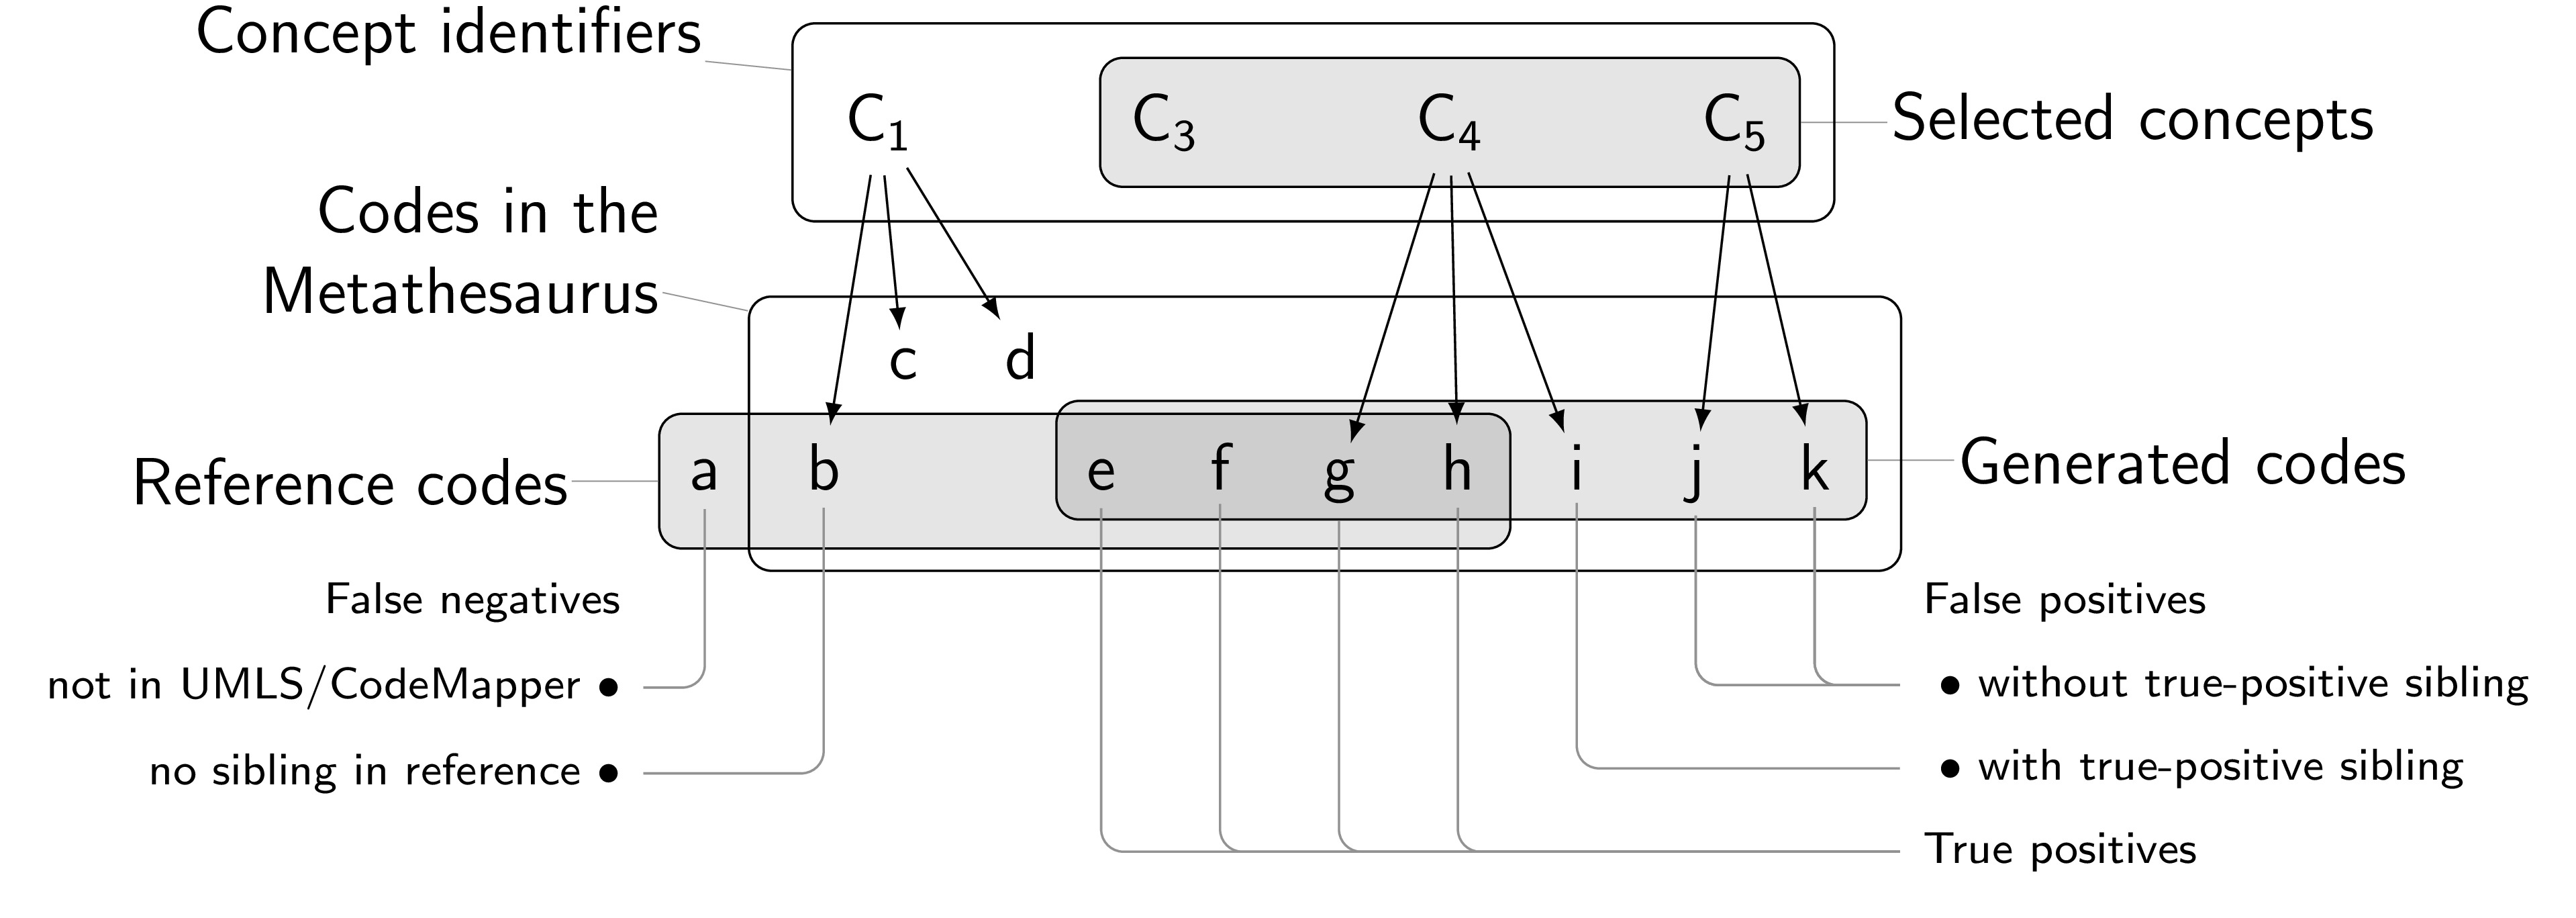 Concept identifiers
C₁ C₃ C₄ C₅
Selected concepts
Codes in the
Metathesaurus
c d
Reference codes
a b e f g h i j k
Generated codes
False negatives
not in UMLS/CodeMapper •
no sibling in reference •
False positives
• without true-positive sibling
• with true-positive sibling
True positives